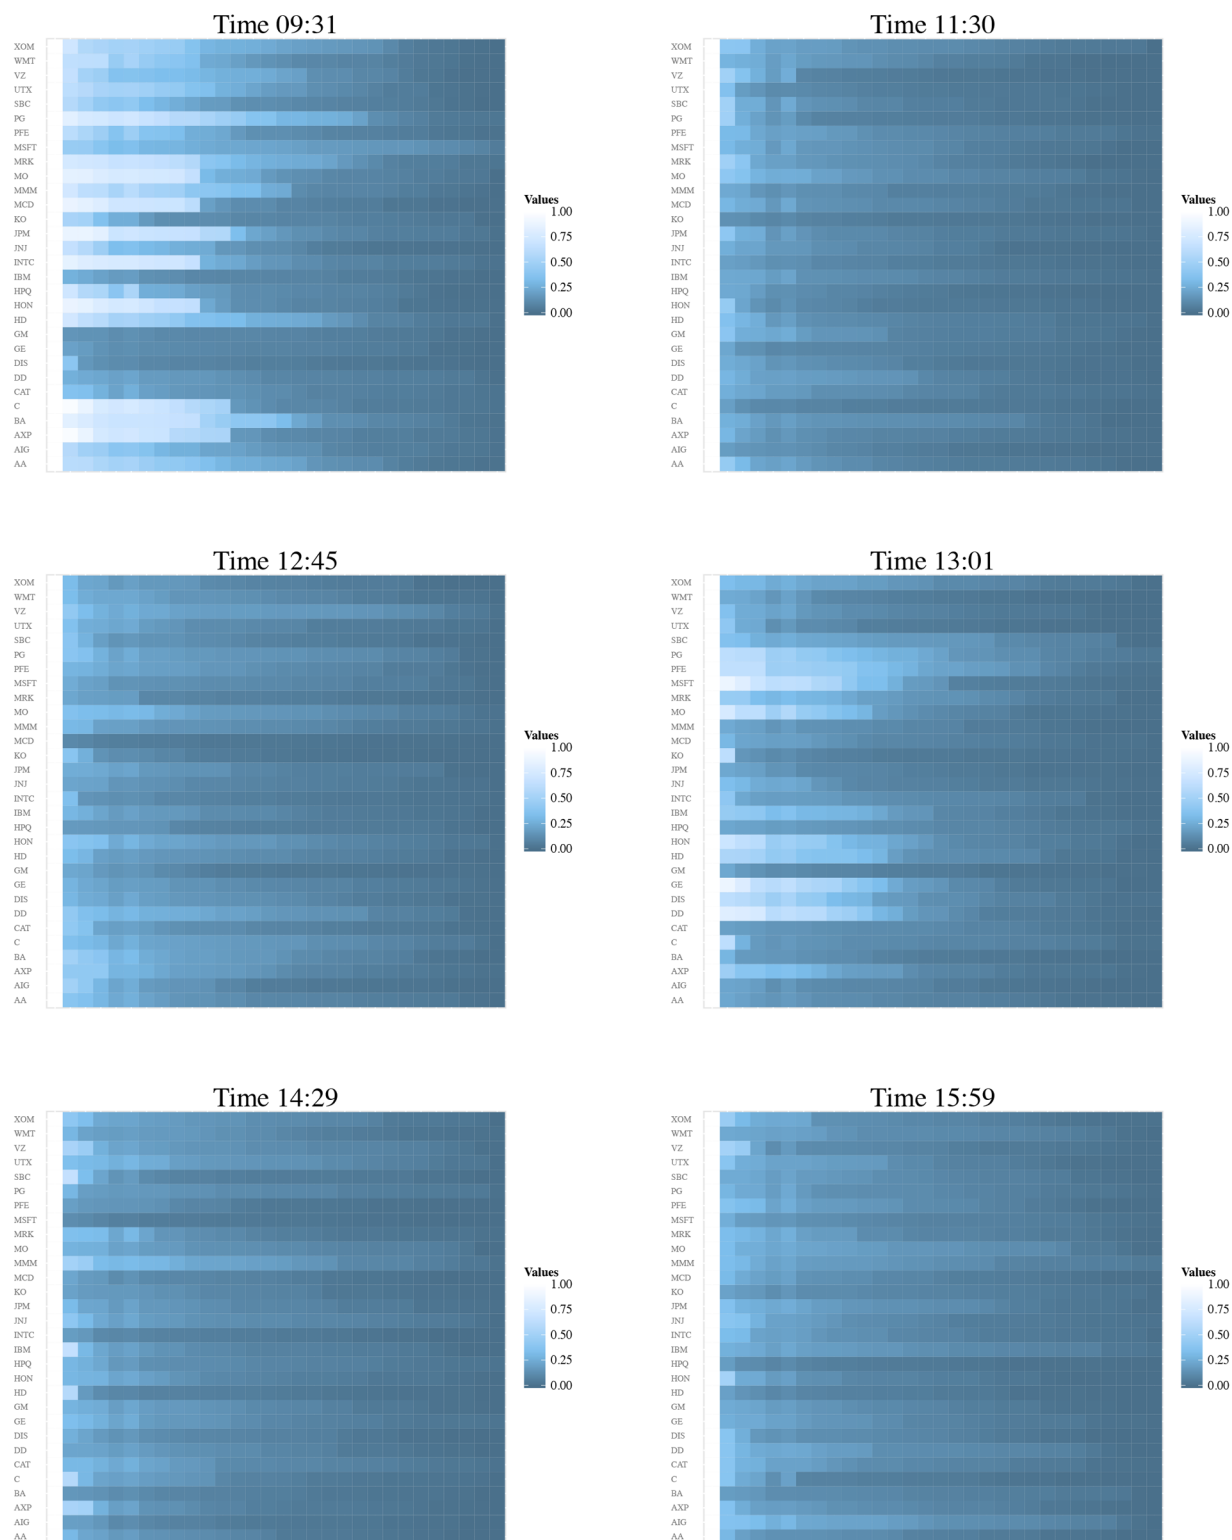 Time 09:31
XOM
WMT
VZ
UTX
SBC
PG
PFE
MSFT
MRK
MO
MMM
MCD
KO
JPM
JNJ
INTC
IBM
HPQ
HON
HD
GM
GE
DIS
DD
CAT
C
BA
AXP
AIG
AA
Values
1.00
0.75
0.50
0.25
0.00
Time 11:30
XOM
WMT
VZ
UTX
SBC
PG
PFE
MSFT
MRK
MO
MMM
MCD
KO
JPM
JNJ
INTC
IBM
HPQ
HON
HD
GM
GE
DIS
DD
CAT
C
BA
AXP
AIG
AA
Values
1.00
0.75
0.50
0.25
0.00
Time 12:45
XOM
WMT
VZ
UTX
SBC
PG
PFE
MSFT
MRK
MO
MMM
MCD
KO
JPM
JNJ
INTC
IBM
HPQ
HON
HD
GM
GE
DIS
DD
CAT
C
BA
AXP
AIG
AA
Values
1.00
0.75
0.50
0.25
0.00
Time 13:01
XOM
WMT
VZ
UTX
SBC
PG
PFE
MSFT
MRK
MO
MMM
MCD
KO
JPM
JNJ
INTC
IBM
HPQ
HON
HD
GM
GE
DIS
DD
CAT
C
BA
AXP
AIG
AA
Values
1.00
0.75
0.50
0.25
0.00
Time 14:29
XOM
WMT
VZ
UTX
SBC
PG
PFE
MSFT
MRK
MO
MMM
MCD
KO
JPM
JNJ
INTC
IBM
HPQ
HON
HD
GM
GE
DIS
DD
CAT
C
BA
AXP
AIG
AA
Values
1.00
0.75
0.50
0.25
0.00
Time 15:59
XOM
WMT
VZ
UTX
SBC
PG
PFE
MSFT
MRK
MO
MMM
MCD
KO
JPM
JNJ
INTC
IBM
HPQ
HON
HD
GM
GE
DIS
DD
CAT
C
BA
AXP
AIG
AA
Values
1.00
0.75
0.50
0.25
0.00